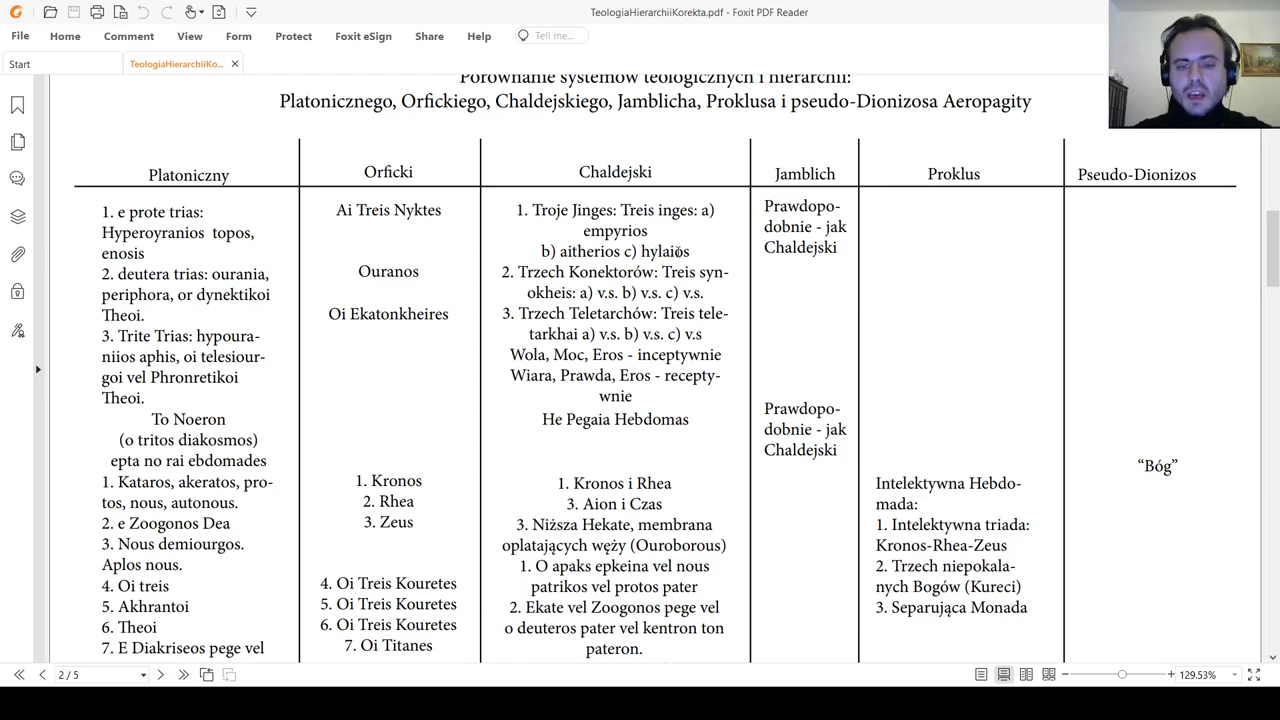 TeologiaHierarchiiKorekta.pdf - Foxit PDF Reader
File Home Comment View Form Protect Foxit eSign Share Help Tell me...
Start TeologiaHierarchiiKo...
Porównanie systemów teologicznych i hierarchii:
Platonicznego, Orfickiego, Chaldejskiego, Jamblicha, Proklusa i pseudo-Dionizosa Aeropagity
Platoniczny
1. e prote trias:
Hyperoyranios topos,
enosis
2. deutera trias: ourania,
periphora, or dynektikoi
Theoi.
3. Trite Trias: hypoura-
niios aphis, oi telesiour-
goi vel Phronretikoi
Theoi.
To Noeron
(o tritos diakosmos)
epta no rai ebdomades
1. Kataros, akeratos, pro-
tos, nous, autonous.
2. e Zoogonos Dea
3. Nous demiourgos.
Aplos nous.
4. Oi treis
5. Akhrantoi
6. Theoi
7. E Diakriseos pege vel
Orficki
Ai Treis Nyktes
Ouranos
Oi Ekatonkheires
1. Kronos
2. Rhea
3. Zeus
4. Oi Treis Kouretes
5. Oi Treis Kouretes
6. Oi Treis Kouretes
7. Oi Titanes
Chaldejski
1. Troje Jinges: Treis inges: a)
empyrios
b) aitherios c) hylaios
2. Trzech Konektorów: Treis syn-
okheis: a) v.s. b) v.s. c) v.s.
3. Trzech Teletarchów: Treis tele-
tarkhai a) v.s. b) v.s. c) v.s
Wola, Moc, Eros - inceptywnie
Wiara, Prawda, Eros - recepty-
wnie
He Pegaia Hebdomas
1. Kronos i Rhea
3. Aion i Czas
3. Niższa Hekate, membrana
oplatających węży (Ouroborous)
1. O apaks epkeina vel nous
patrikos vel protos pater
2. Ekate vel Zoogonos pege vel
o deuteros pater vel kentron ton
pateron.
Jamblich
Prawdopo-
dobnie - jak
Chaldejski
Prawdopo-
dobnie - jak
Chaldejski
Proklus
Intelektywna Hebdo-
mada:
1. Intelektywna triada:
Kronos-Rhea-Zeus
2. Trzech niepokala-
nych Bogów (Kureci)
3. Separująca Monada
Pseudo-Dionizos
“Bóg”
2 / 5
129.53%